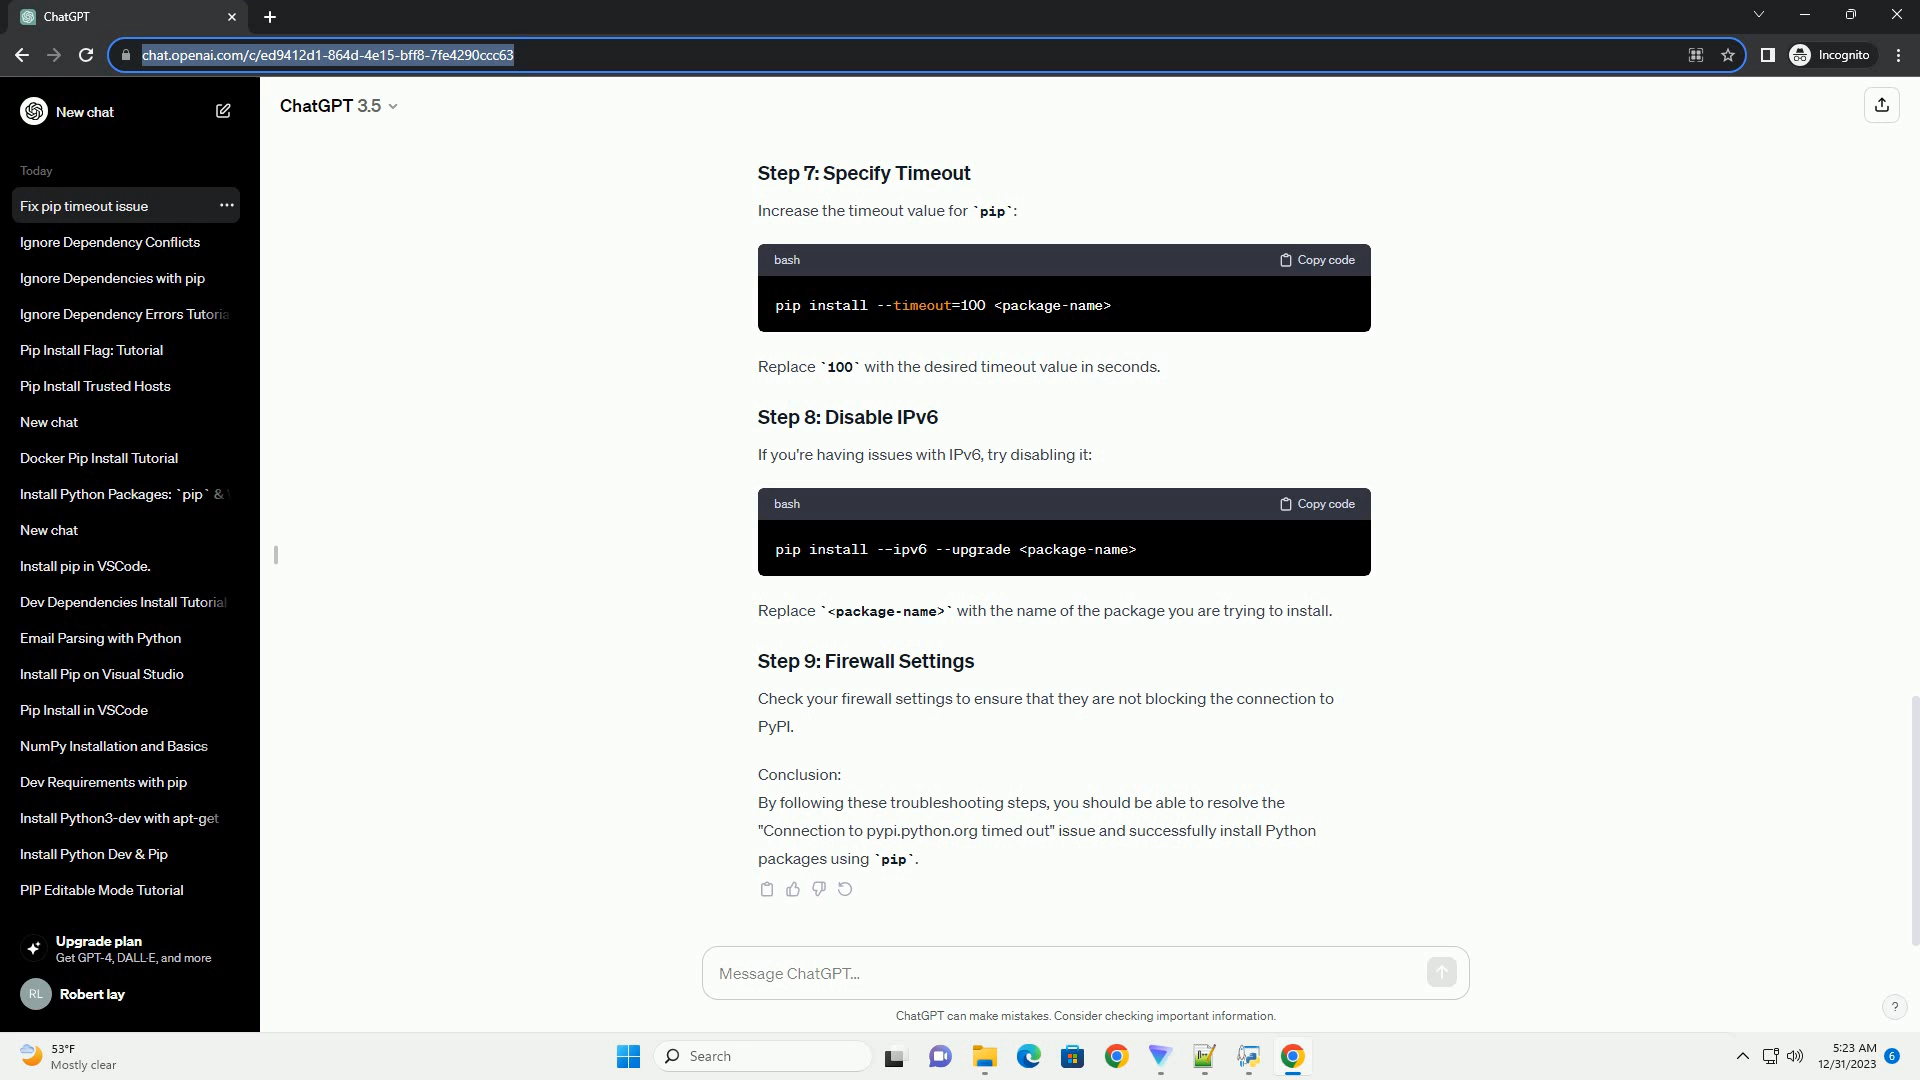 ChatGPT
chat.openai.com/c/ed9412d1-864d-4e15-bff8-7fe4290ccc63
Incognito
New chat
ChatGPT 3.5
Today
Fix pip timeout issue
Ignore Dependency Conflicts
Ignore Dependencies with pip
Ignore Dependency Errors Tutoria
Pip Install Flag: Tutorial
Pip Install Trusted Hosts
New chat
Docker Pip Install Tutorial
Install Python Packages: `pip` &
New chat
Install pip in VSCode.
Dev Dependencies Install Tutorial
Email Parsing with Python
Install Pip on Visual Studio
Pip Install in VSCode
NumPy Installation and Basics
Dev Requirements with pip
Install Python3-dev with apt-get
Install Python Dev & Pip
PIP Editable Mode Tutorial
Upgrade plan
Get GPT-4, DALL·E, and more
RL
Robert lay
Step 7: Specify Timeout
Increase the timeout value for `pip`:
bash
Copy code
pip install --timeout=100 <package-name>
Replace `100` with the desired timeout value in seconds.
Step 8: Disable IPv6
If you're having issues with IPv6, try disabling it:
bash
Copy code
pip install --ipv6 --upgrade <package-name>
Replace `<package-name>` with the name of the package you are trying to install.
Step 9: Firewall Settings
Check your firewall settings to ensure that they are not blocking the connection to
PyPI.
Conclusion:
By following these troubleshooting steps, you should be able to resolve the
"Connection to pypi.python.org timed out" issue and successfully install Python
packages using `pip`.
Message ChatGPT...
ChatGPT can make mistakes. Consider checking important information.
?
53°F
Mostly clear
Search
5:23 AM
12/31/2023
6